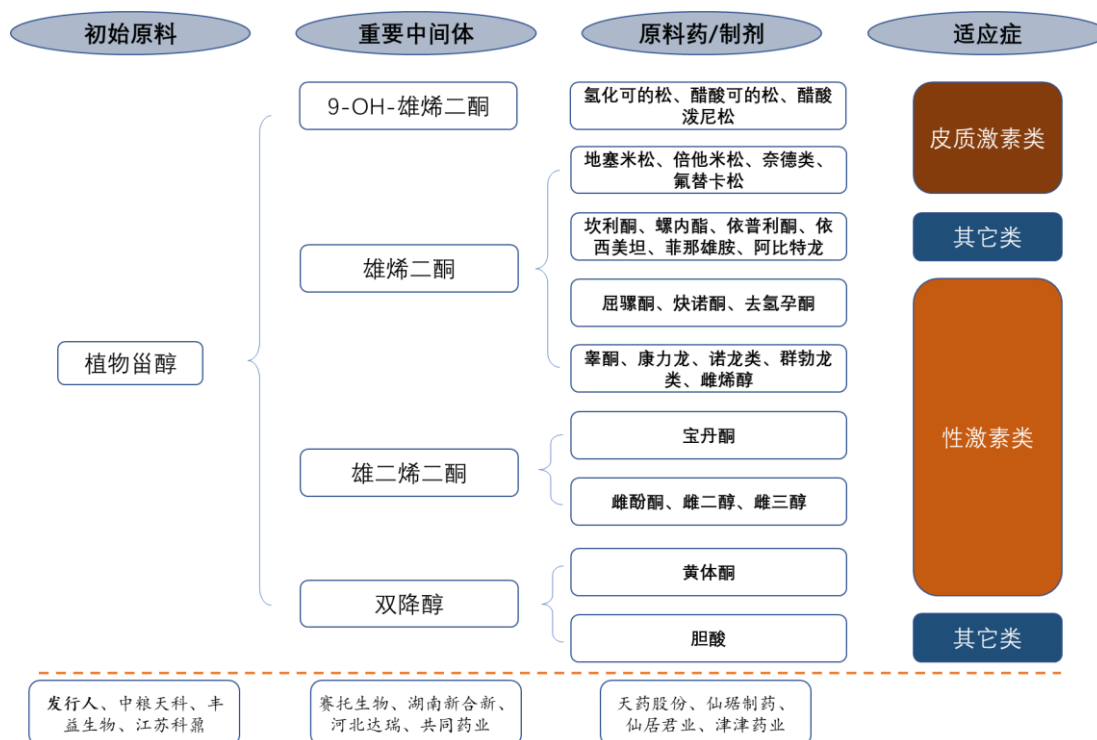 初始原料
重要中间体
原料药/制剂
适应症
9-OH-雄烯二酮
氢化可的松、醋酸可的松、醋酸
泼尼松
皮质激素类
地塞米松、倍他米松、奈德类、
氟替卡松
雄烯二酮
坎利酮、螺内酯、依普利酮、依
西美坦、菲那雄胺、阿比特龙
其它类
屈骡酮、炔诺酮、去氢孕酮
植物甾醇
睾酮、康力龙、诺龙类、群勃龙
类、雌烯醇
性激素类
雄二烯二酮
宝丹酮
雌酚酮、雌二醇、雌三醇
双降醇
黄体酮
胆酸
其它类
发行人、中粮天科、丰
益生物、江苏科鼐
赛托生物、湖南新合新、
河北达瑞、共同药业
天药股份、仙琚制药、
仙居君业、津津药业